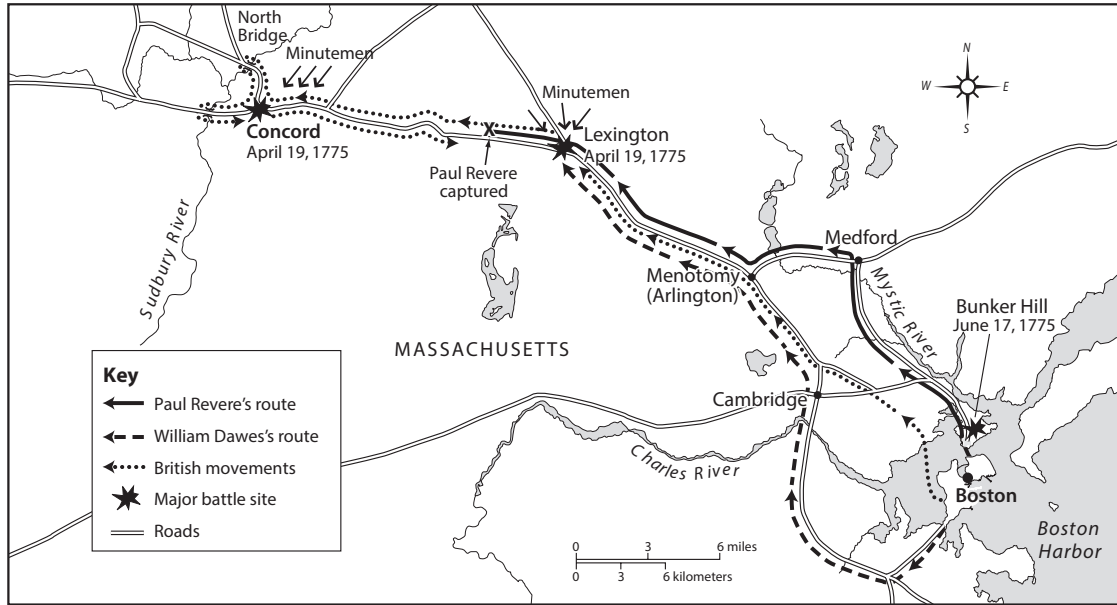 North
Bridge
Minutemen
Concord
April 19, 1775
Minutemen
Lexington
April 19, 1775
X
Paul Revere
captured
N
W
E
S
Sudbury River
Medford
Menotomy
(Arlington)
Mystic River
Bunker Hill
June 17, 1775
MASSACHUSETTS
Cambridge
Charles River
Boston
Boston
Harbor
Key
Paul Revere's route
William Dawes's route
British movements
Major battle site
Roads
0 3 6 miles
0 3 6 kilometers